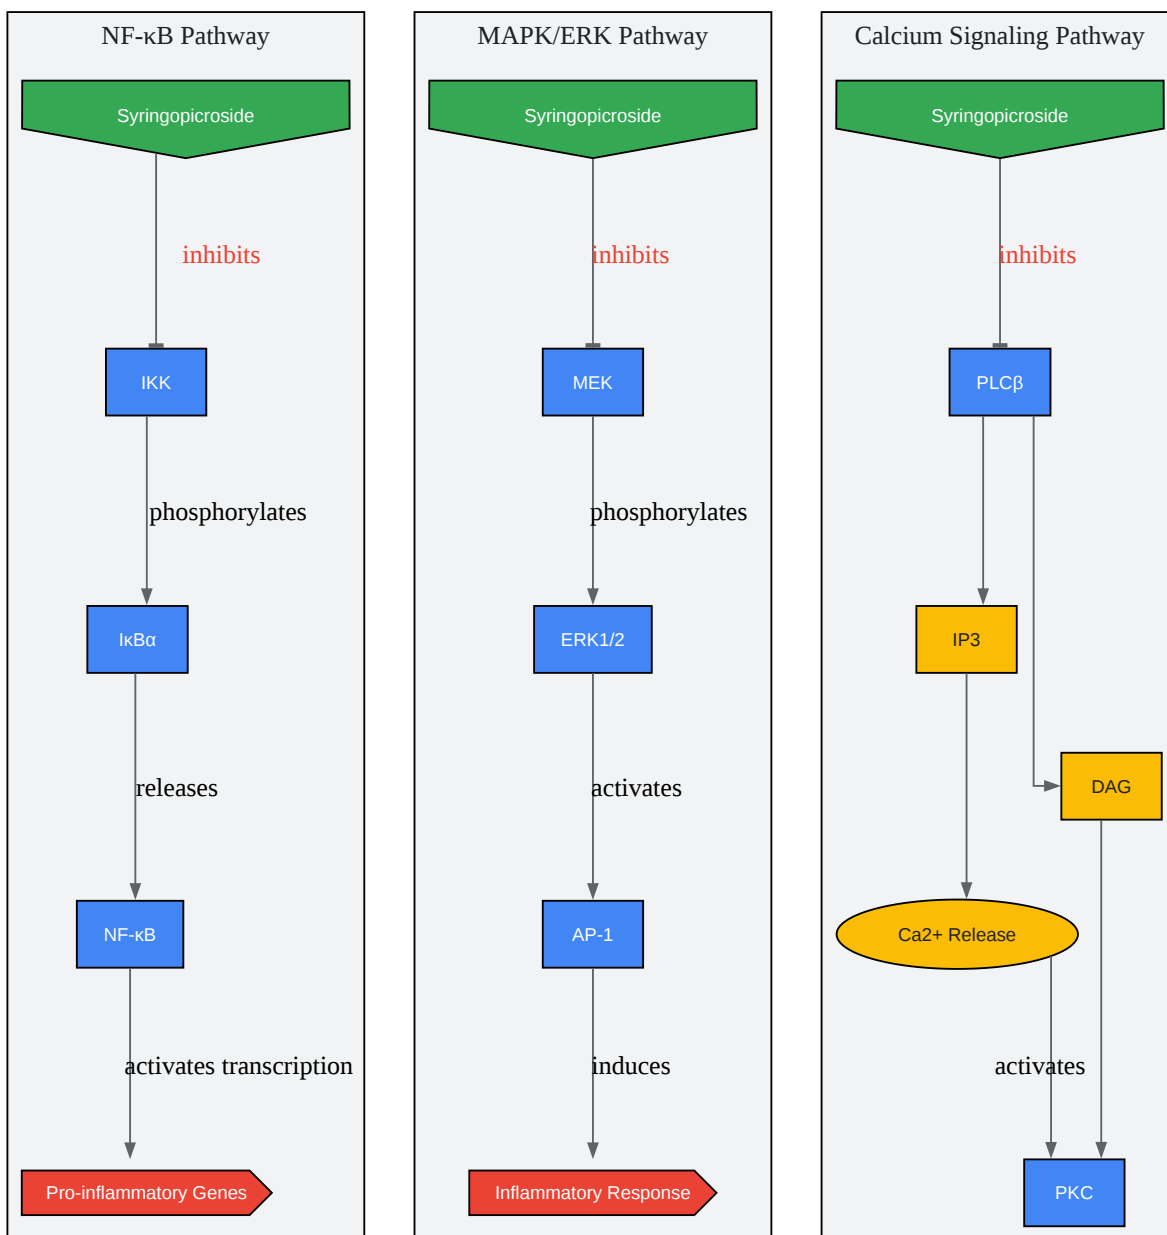 NF-κB Pathway
Syringopicroside
inhibits
IKK
phosphorylates
IκBα
releases
NF-κB
activates transcription
Pro-inflammatory Genes
MAPK/ERK Pathway
Syringopicroside
inhibits
MEK
phosphorylates
ERK1/2
activates
AP-1
induces
Inflammatory Response
Calcium Signaling Pathway
Syringopicroside
inhibits
PLCβ
IP3
DAG
Ca2+ Release
activates
PKC